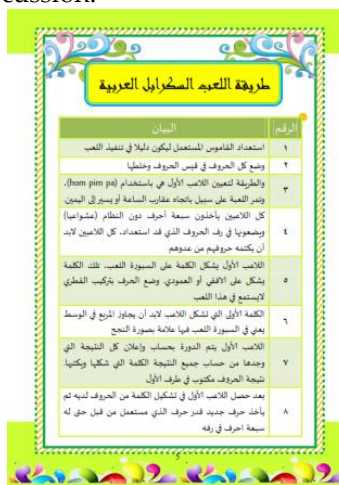 cussion.
طريقة اللعب السكرابل العربية
الرقم البيان
١ استعداد القاموس المستعمل ليكون دليلا في تنفيذ اللعب
٢ وضع كل الحروف في قيس الحروف وخلطها
٣ والطريقة لتعيين اللاعب الأول هي باستخدام (hom pim pa)،
وتمر اللعبة على سبيل باتجاه عقارب الساعة أو يسير إلى اليمين.
٤ كل اللاعبين يأخذون سبعة أحرف دون النظام (عشواءيا)
ويضعونها في رف الحروف الذي قد استعداد، كل اللاعبين لابد
أن يكتمه حروفهم من عدوهم.
٥ اللاعب الأول يشكل الكلمة على السبورة اللعب، تلك الكلمة
يشكل على الافقي أو العمودي. وضع الحرف بتركيب القطري
لايستمع في هذا اللعب
٦ الكلمة الأولى التي تشكل اللاعب لابد أن يجاوز المربع في الوسط
يعني في السبورة اللعب فيها علامة بصورة النجح
٧ اللاعب الأول يتم الدورة بحساب وإعلان كل النتيجة التي
وجدها من حساب جميع النتيجة الكلمة التي شكلها ويكتبها.
نتيجة الحروف مكتوب في طرف الأول
٨ بعد حصل اللاعب الأول في تشكيل الكلمة من الحروف لديه ثم
يأخذ حرف جديد قدر حرف الذي مستعمل من قبل حتى له
سبعة احرف في رفه
5